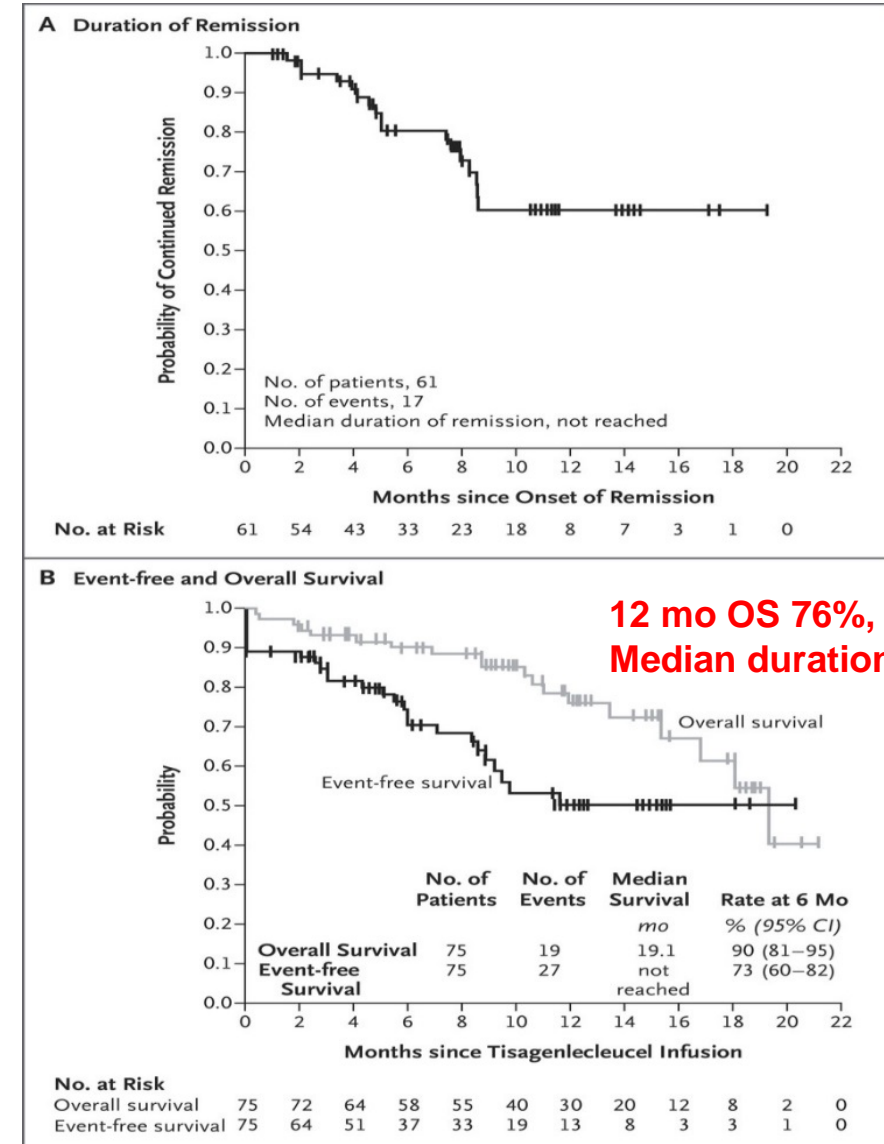 A Duration of Remission
1.0
0.9
0.8
0.7
0.6
0.5
0.4
0.3
0.2
0.1
0.0
Probability of Continued Remission
No. of patients, 61
No. of events, 17
Median duration of remission, not reached
0 2 4 6 8 10 12 14 16 18 20 22
Months since Onset of Remission
No. at Risk 61 54 43 33 23 18 8 7 3 1 0
B Event-free and Overall Survival
12 mo OS 76%,
Median duration
1.0
0.9
0.8
0.7
0.6
0.5
0.4
0.3
0.2
0.1
0.0
Probability
Overall survival
Event-free survival
No. of Patients No. of Events Median Survival Rate at 6 Mo
mo % (95% CI)
Overall Survival 75 19 19.1 90 (81–95)
Event-free Survival 75 27 not reached 73 (60–82)
0 2 4 6 8 10 12 14 16 18 20 22
Months since Tisagenlecleucel Infusion
No. at Risk
Overall survival 75 72 64 58 55 40 30 20 12 8 2 0
Event-free survival 75 64 51 37 33 19 13 8 3 3 1 0